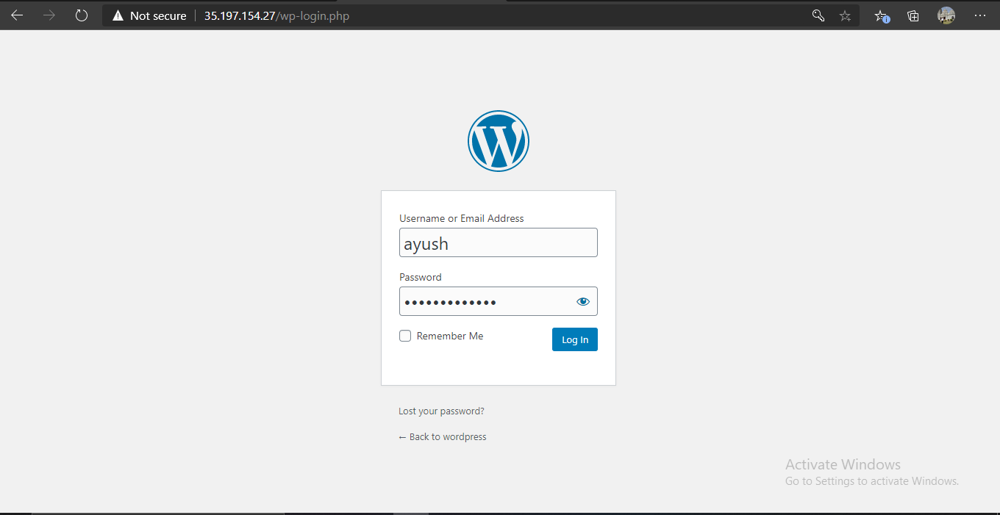 Not secure 35.197.154.27/wp-login.php
Username or Email Address
ayush
Password
•••••••••••••
Remember Me
Log In
Lost your password?
← Back to wordpress
Activate Windows
Go to Settings to activate Windows.